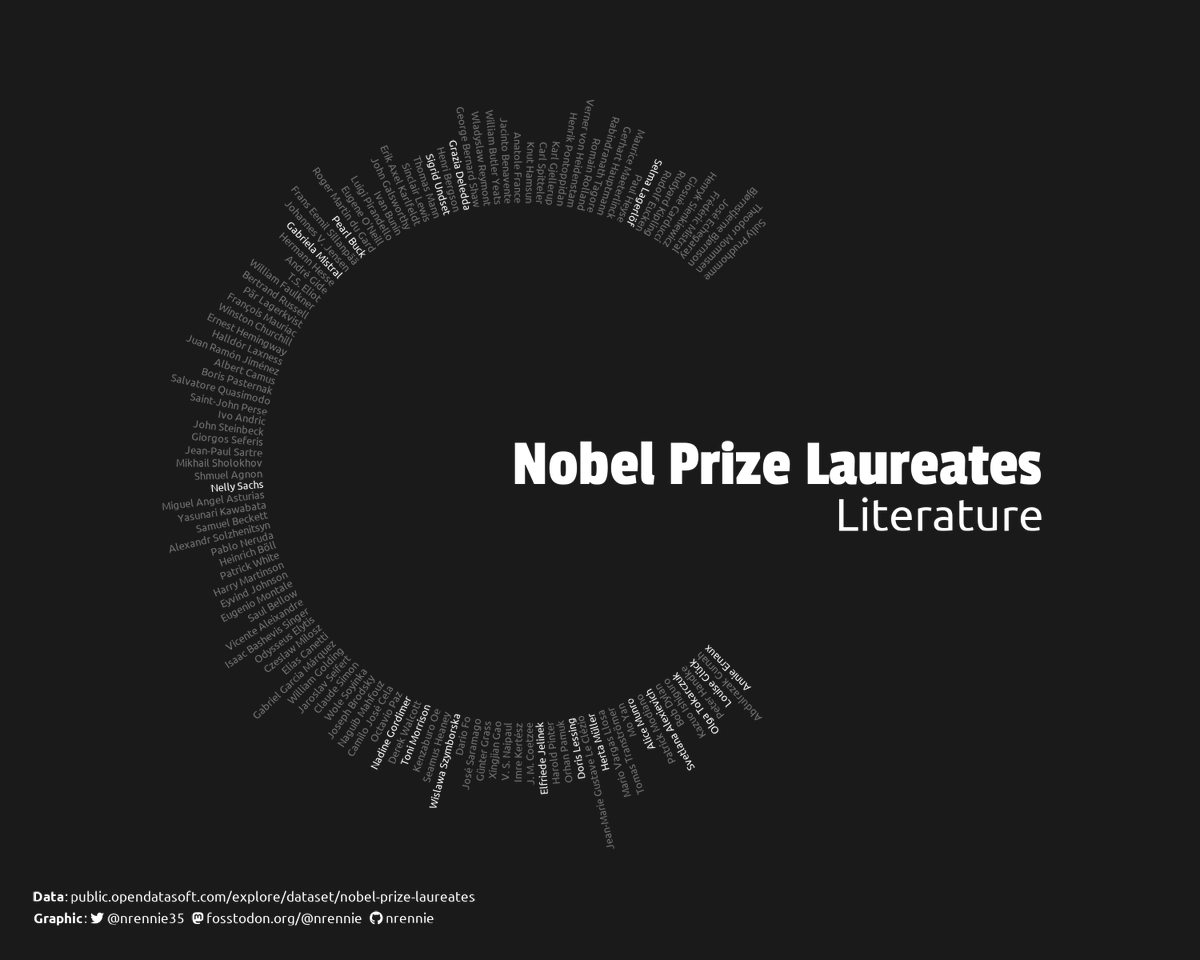 Sully Prudhomme
Theodor Mommsen
Bjørnstjerne Bjørnson
Frédéric Mistral
José Echegaray
Henryk Sienkiewicz
Giosuè Carducci
Rudyard Kipling
Rudolf Eucken
Selma Lagerlöf
Paul Heyse
Maurice Maeterlinck
Gerhart Hauptmann
Rabindranath Tagore
Romain Rolland
Verner von Heidenstam
Henrik Pontoppidan
Karl Gjellerup
Carl Spitteler
Knut Hamsun
Anatole France
Jacinto Benavente
William Butler Yeats
Wladyslaw Reymont
George Bernard Shaw
Grazia Deledda
Henri Bergson
Sigrid Undset
Thomas Mann
Sinclair Lewis
Erik Axel Karlfeldt
John Galsworthy
Ivan Bunin
Luigi Pirandello
Eugene O'Neill
Roger Martin du Gard
Pearl Buck
Frans Eemil Sillanpää
Johannes V. Jensen
Gabriela Mistral
Hermann Hesse
André Gide
T.S. Eliot
William Faulkner
Bertrand Russell
Pär Lagerkvist
François Mauriac
Winston Churchill
Ernest Hemingway
Halldór Laxness
Juan Ramón Jiménez
Albert Camus
Boris Pasternak
Salvatore Quasimodo
Saint-John Perse
Ivo Andric
John Steinbeck
Giorgos Seferis
Jean-Paul Sartre
Mikhail Sholokhov
Shmuel Agnon
Nelly Sachs
Miguel Angel Asturias
Yasunari Kawabata
Samuel Beckett
Alexandr Solzhenitsyn
Pablo Neruda
Heinrich Böll
Patrick White
Harry Martinson
Eyvind Johnson
Eugenio Montale
Saul Bellow
Vicente Aleixandre
Isaac Bashevis Singer
Odysseus Elytis
Czeslaw Milosz
Elias Canetti
Gabriel García Márquez
William Golding
Jaroslav Seifert
Claude Simon
Wole Soyinka
Joseph Brodsky
Naguib Mahfouz
Camilo José Cela
Octavio Paz
Nadine Gordimer
Derek Walcott
Toni Morrison
Kenzaburo Oe
Seamus Heaney
Wislawa Szymborska
Dario Fo
José Saramago
Günter Grass
Xingjian Gao
V. S. Naipaul
Imre Kertész
J.M. Coetzee
Elfriede Jelinek
Harold Pinter
Orhan Pamuk
Doris Lessing
Jean-Marie Gustave Le Clézio
Herta Müller
Mario Vargas Llosa
Tomas Tranströmer
Mo Yan
Alice Munro
Patrick Modiano
Svetlana Alexievich
Bob Dylan
Kazuo Ishiguro
Olga Tokarczuk
Peter Handke
Louise Glück
Abdulrazak Gurnah
Annie Ernaux
Nobel Prize Laureates
Literature
Data: public.opendatasoft.com/explore/dataset/nobel-prize-laureates
Graphic: @nrennie35 fosstodon.org/@nrennie nrennie